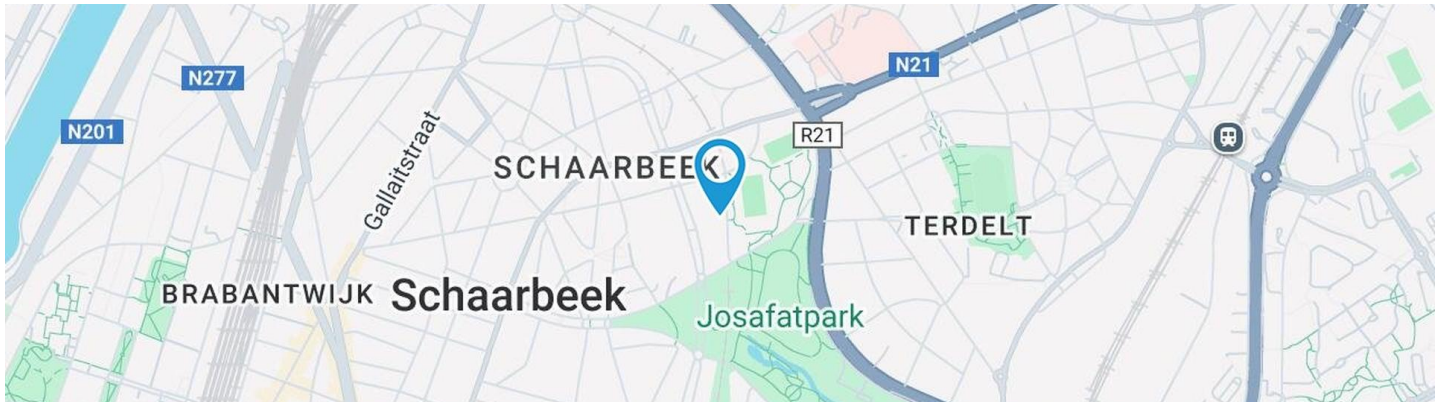 N21
N277
N201
R21
Gallaitstraat
SCHAARBEEK
TERDELT
BRABANTWIJK
Schaarbeek
Josafatpark